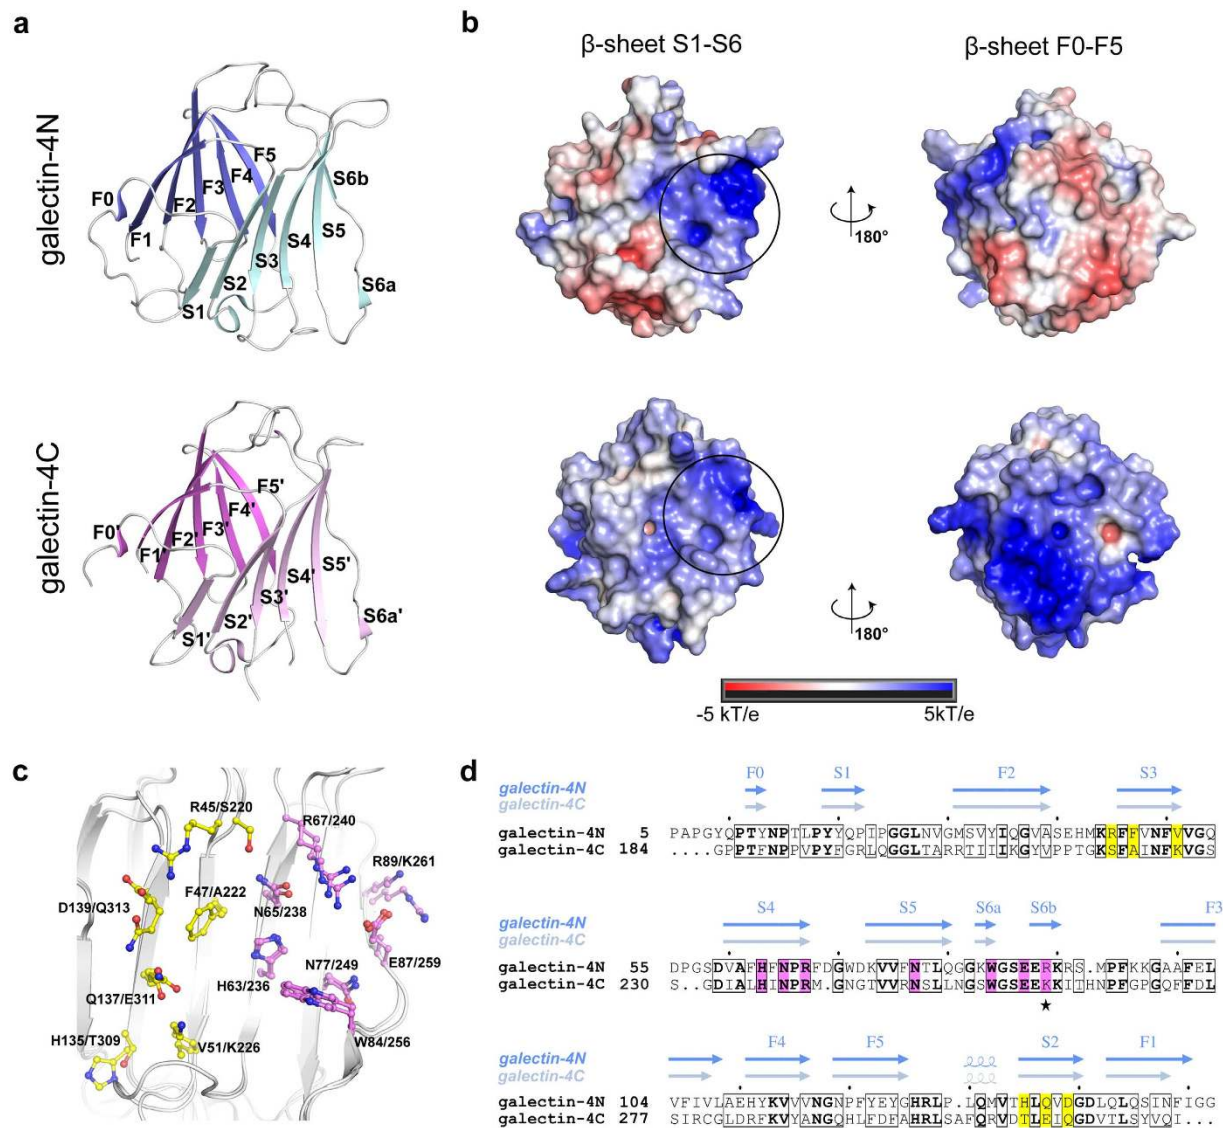 a
galectin-4N
F0
F1
F2
F3
F4
F5
S1
S2
S3
S4
S5
S6b
S6a
galectin-4C
F0'
F1'
F2'
F3'
F4'
F5'
S1'
S2'
S3'
S4'
S5'
S6a'
b
β-sheet S1-S6
β-sheet F0-F5
180°
180°
-5 kT/e
5kT/e
c
R45/S220
R67/240
R89/K261
F47/A222
D139/Q313
N65/238
E87/259
N77/249
H63/236
Q137/E311
H135/T309
V51/K226
W84/256
d
F0 S1 F2 S3
galectin-4N
galectin-4C
galectin-4N 5 PAPGYQPTYNPTLPYYQPIPGGLNVGMSVYIQGVASEHMKRFFVNFVVGQ
galectin-4C 184 ....GPPTFNPPVPYFGRLQGGLTARRTIIIKGYVPPTGKSFAINFKVGS
S4 S5 S6a S6b F3
galectin-4N
galectin-4C
galectin-4N 55 DPGSDVAFHFNPRFDGWDKVVFNTLQGGKWGSEERKRS.MPFKKGAAFEL
galectin-4C 230 S..GDIALHINPRM.GNGTVVRNSLLNGSWGSEEKKITHNPFGPGQFFDL
★
F4 F5 S2 F1
galectin-4N
galectin-4C
galectin-4N 104 VFIVLAEHYKVVVNGNPFYEYGHRLP.IQMVTHLQVDGDLQLQSINFIGG
galectin-4C 277 SIRCGLDRFKVYANGQHLFDFAHRLSAFQRVDTLEIQGDVTLSYVQI...